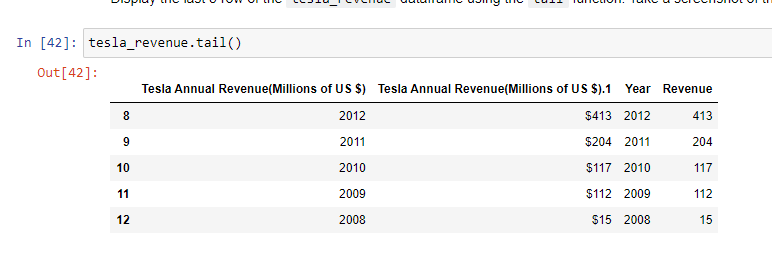 In [42]: tesla_revenue.tail()
Out[42]:
Tesla Annual Revenue(Millions of US $) Tesla Annual Revenue(Millions of US $).1 Year Revenue
8 2012 $413 2012 413
9 2011 $204 2011 204
10 2010 $117 2010 117
11 2009 $112 2009 112
12 2008 $15 2008 15